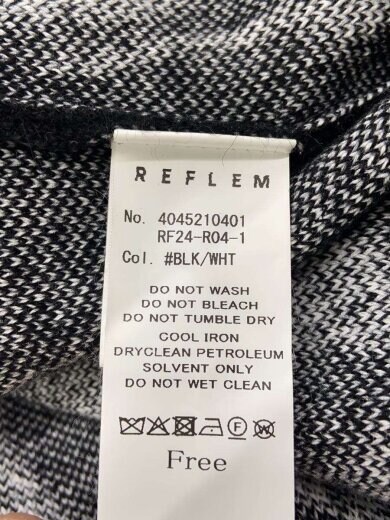 REFLEM
No. 4045210401
RF24-R04-1
Col. #BLK/WHT
DO NOT WASH
DO NOT BLEACH
DO NOT TUMBLE DRY
COOL IRON
DRYCLEAN PETROLEUM
SOLVENT ONLY
DO NOT WET CLEAN
F W
Free